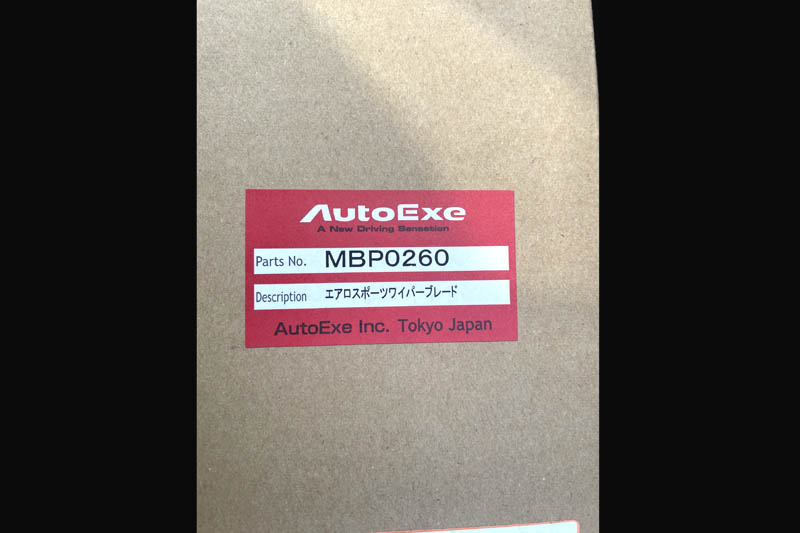 AutoExe
A New Driving Sensation
Parts No. MBP0260
Description エアロスポーツワイパーブレード
AutoExe Inc. Tokyo Japan